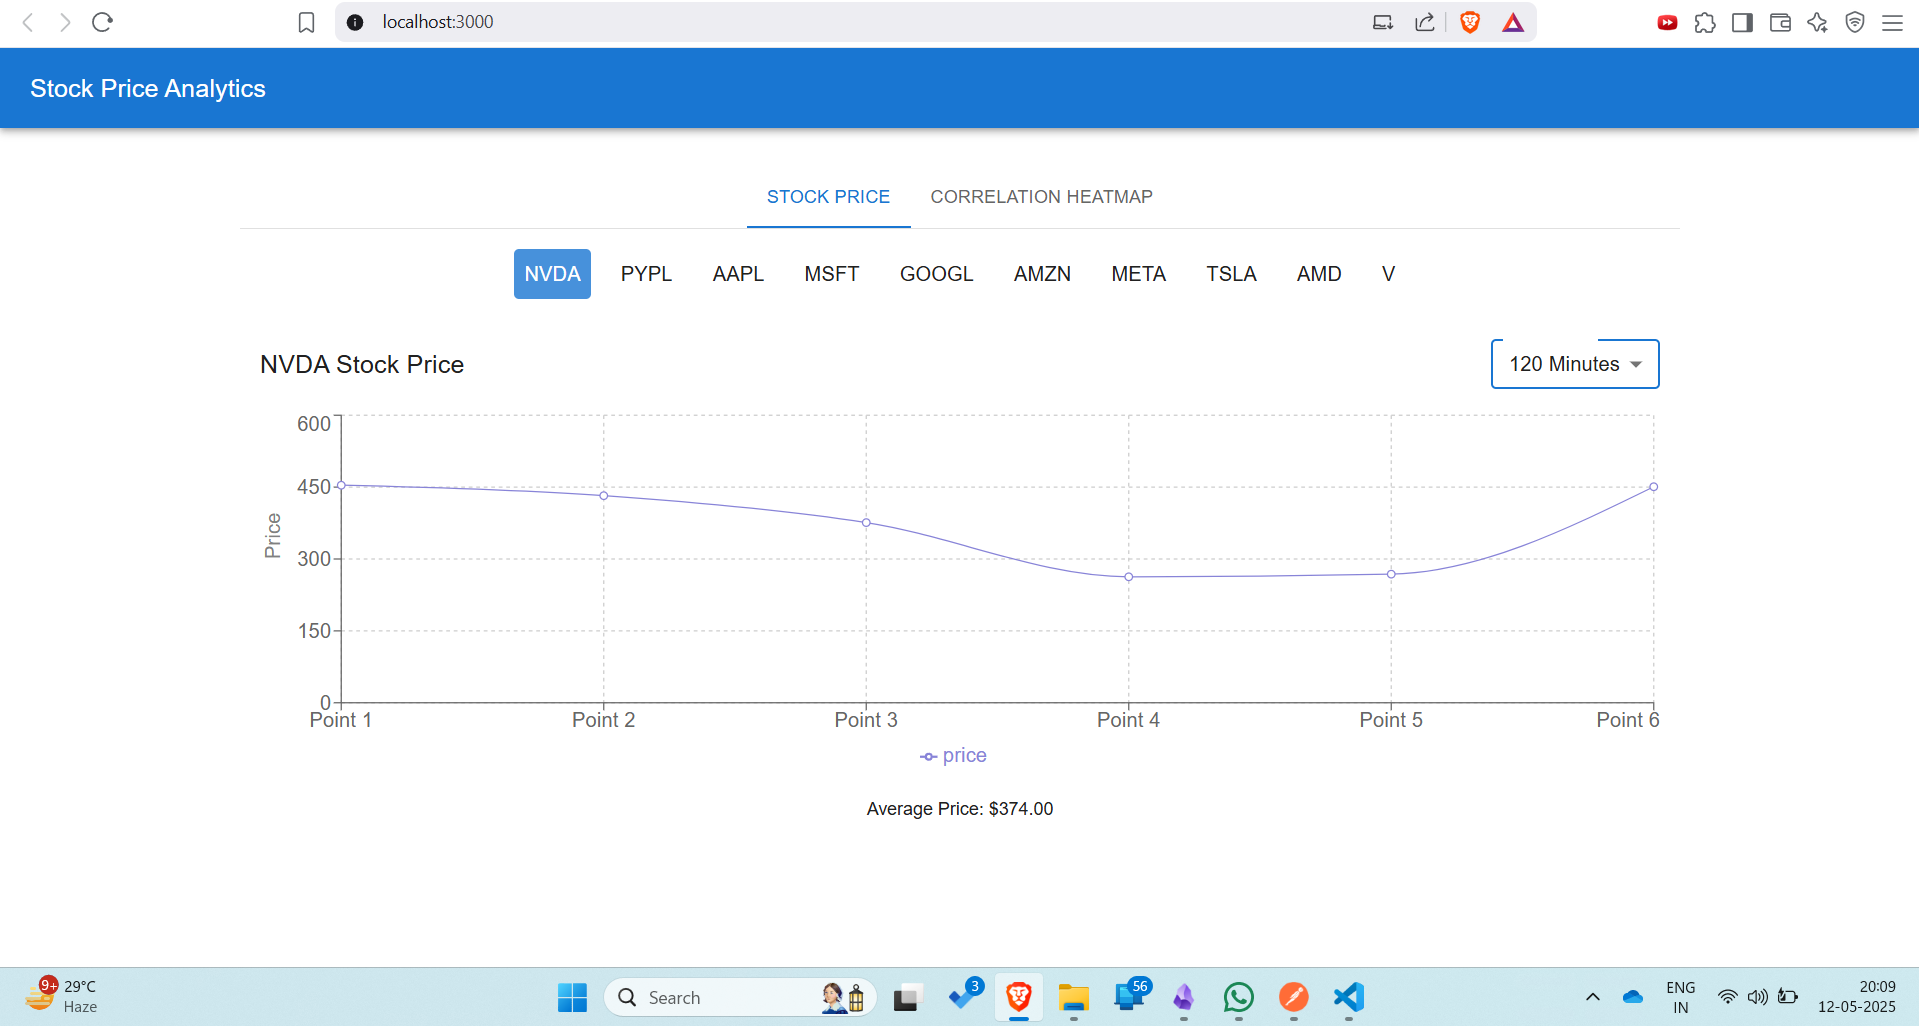 localhost:3000
Stock Price Analytics
STOCK PRICE CORRELATION HEATMAP
NVDA PYPL AAPL MSFT GOOGL AMZN META TSLA AMD V
NVDA Stock Price
120 Minutes
600
450
300
150
0
Price
Point 1 Point 2 Point 3 Point 4 Point 5 Point 6
price
Average Price: $374.00
9+
29°C
Haze
Search
3
56
ENG
IN
20:09
12-05-2025